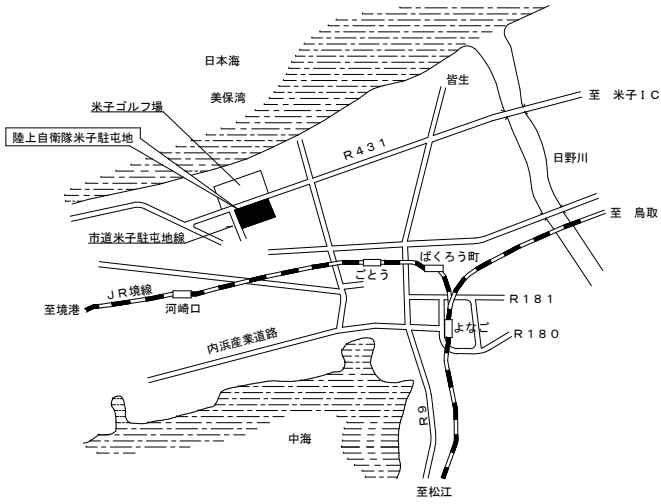 日本海
美保湾
米子ゴルフ場
陸上自衛隊米子駐屯地
市道米子駐屯地線
皆生
至 米子IC
R431
日野川
至 鳥取
ばくろう町
ごとう
JR境線
至境港
河崎口
R181
よなご
R180
内浜産業道路
R9
中海
至松江